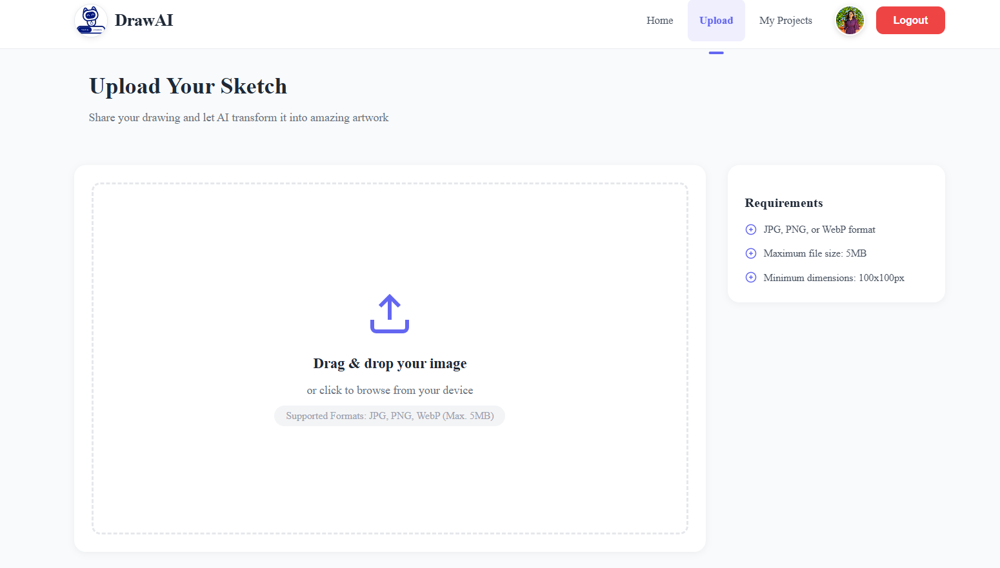 DrawAI
Home
Upload
My Projects
Logout
Upload Your Sketch
Share your drawing and let AI transform it into amazing artwork
Drag & drop your image
or click to browse from your device
Supported Formats: JPG, PNG, WebP (Max. 5MB)
Requirements
JPG, PNG, or WebP format
Maximum file size: 5MB
Minimum dimensions: 100x100px